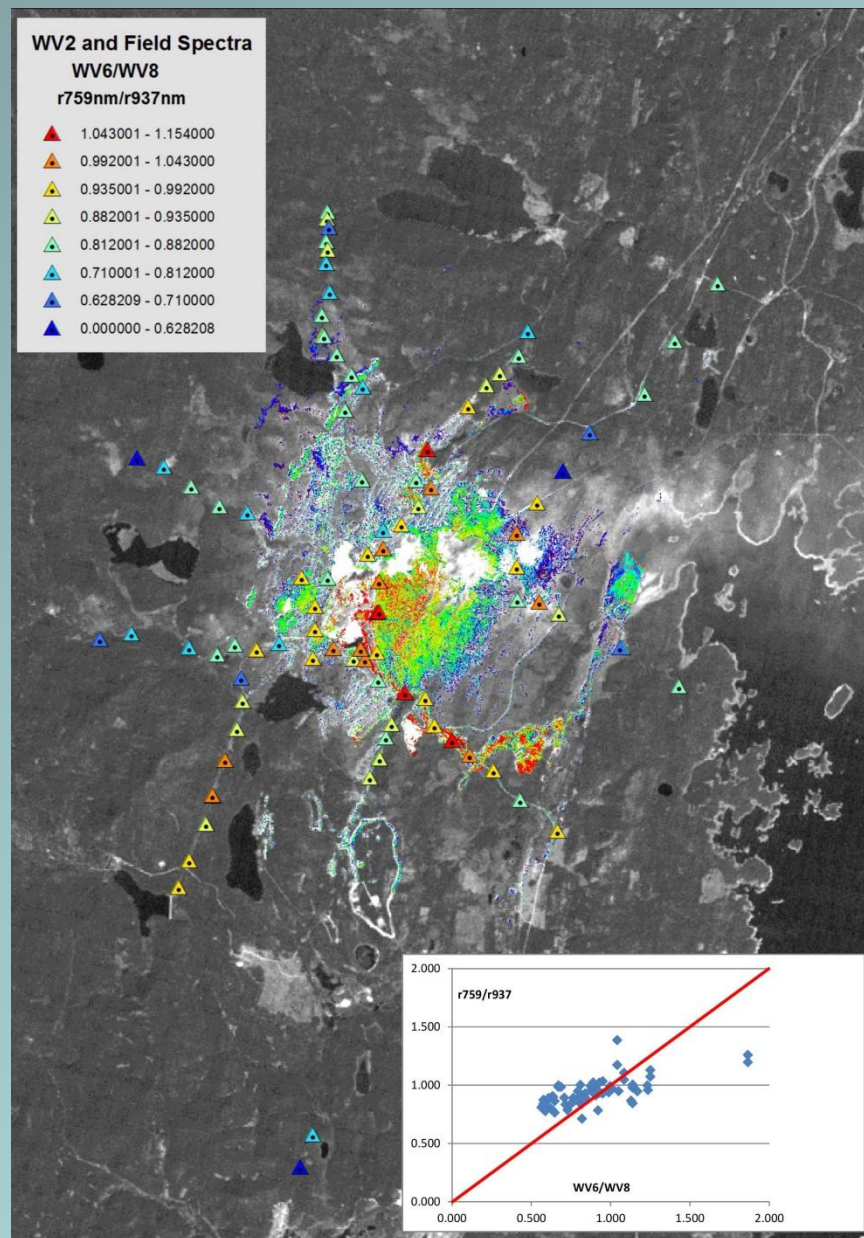 WV2 and Field Spectra
WV6/WV8
r759nm/r937nm
1.043001 - 1.154000
0.992001 - 1.043000
0.935001 - 0.992000
0.882001 - 0.935000
0.812001 - 0.882000
0.710001 - 0.812000
0.628209 - 0.710000
0.000000 - 0.628208
2.000
r759/r937
1.500
1.000
0.500
WV6/WV8
0.000
0.000 0.500 1.000 1.500 2.000